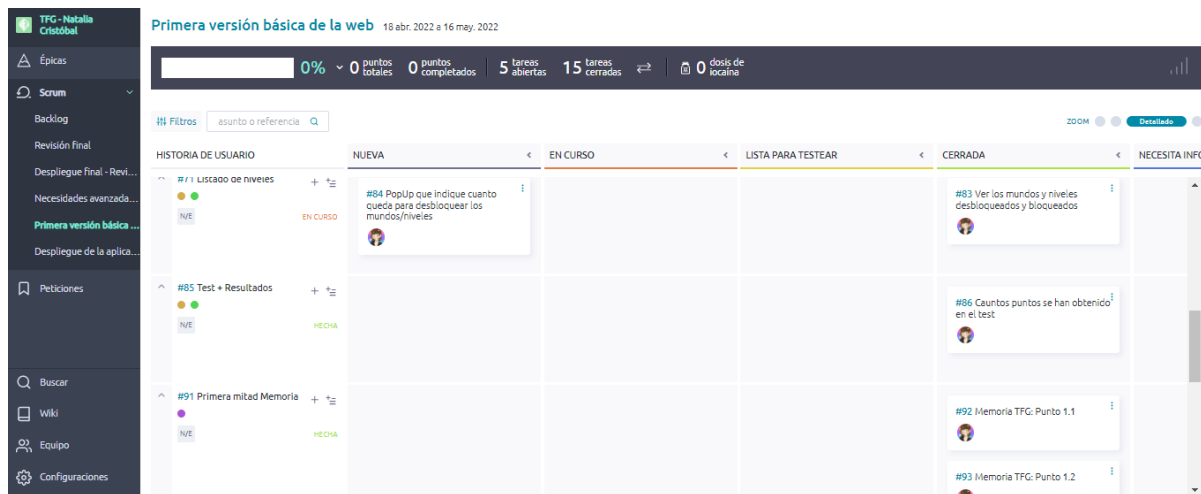 TFG - Natalia
Cristóbal
Épicas
Scrum
Backlog
Revisión final
Despliegue final - Revi...
Necesidades avanzada...
Primera versión básica ...
Despliegue de la aplica...
Peticiones
Buscar
Wiki
Equipo
Configuraciones
Primera versión básica de la web 18 abr. 2022 a 16 may. 2022
0% 0 puntos totales 0 puntos completados 5 tareas abiertas 15 tareas cerradas 0 dosis de iocaína
Filtros asunto o referencia ZOOM Detallado
HISTORIA DE USUARIO NUEVA EN CURSO LISTA PARA TESTEAR CERRADA NECESITA INFO
#71 Listado de niveles
N/E EN CURSO
#84 PopUp que indique cuanto
queda para desbloquear los
mundos/niveles
#83 Ver los mundos y niveles
desbloqueados y bloqueados
#85 Test + Resultados
N/E HECHA
#86 Cauntos puntos se han obtenido
en el test
#91 Primera mitad Memoria
N/E HECHA
#92 Memoria TFG: Punto 1.1
#93 Memoria TFG: Punto 1.2